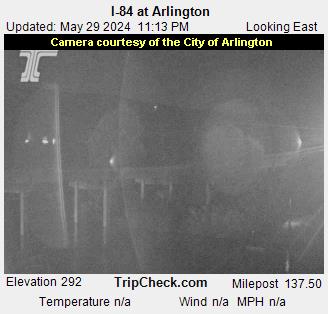 I-84 at Arlington
Updated: May 29 2024 11:13 PM Looking East
Camera courtesy of the City of Arlington
Elevation 292 TripCheck.com Milepost 137.50
Temperature n/a Wind n/a MPH n/a